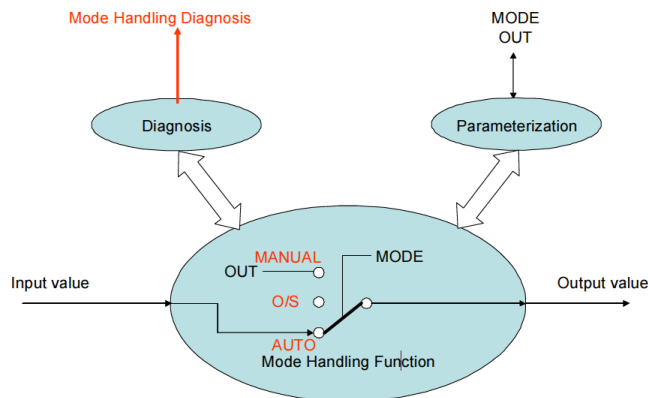 Mode Handling Diagnosis
MODE
OUT
Diagnosis
Parameterization
MANUAL
OUT
MODE
Input value
Output value
O/S
AUTO
Mode Handling Function